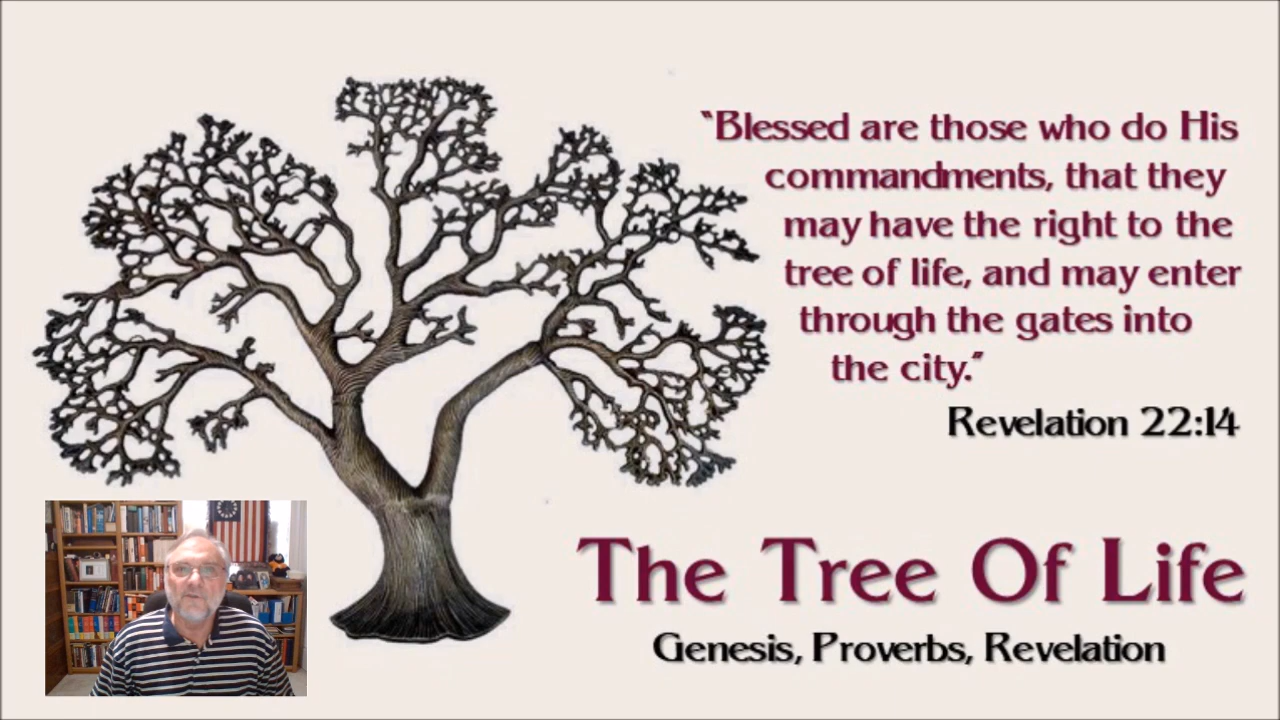 “Blessed are those who do His
commandments, that they
may have the right to the
tree of life, and may enter
through the gates into
the city.”
Revelation 22:14
The Tree Of Life
Genesis, Proverbs, Revelation